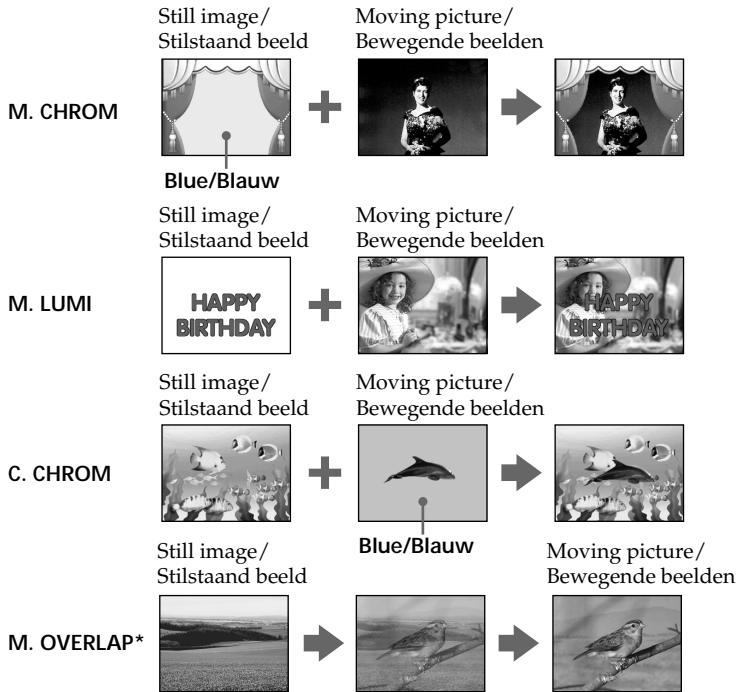 Still image/
Stilstaand beeld
Moving picture/
Bewegende beelden
M. CHROM
Blue/Blauw
Still image/
Stilstaand beeld
Moving picture/
Bewegende beelden
M. LUMI
HAPPY
BIRTHDAY
HAPPY
BIRTHDAY
Still image/
Stilstaand beeld
Moving picture/
Bewegende beelden
C. CHROM
Blue/Blauw
Still image/
Stilstaand beeld
Moving picture/
Bewegende beelden
M. OVERLAP*